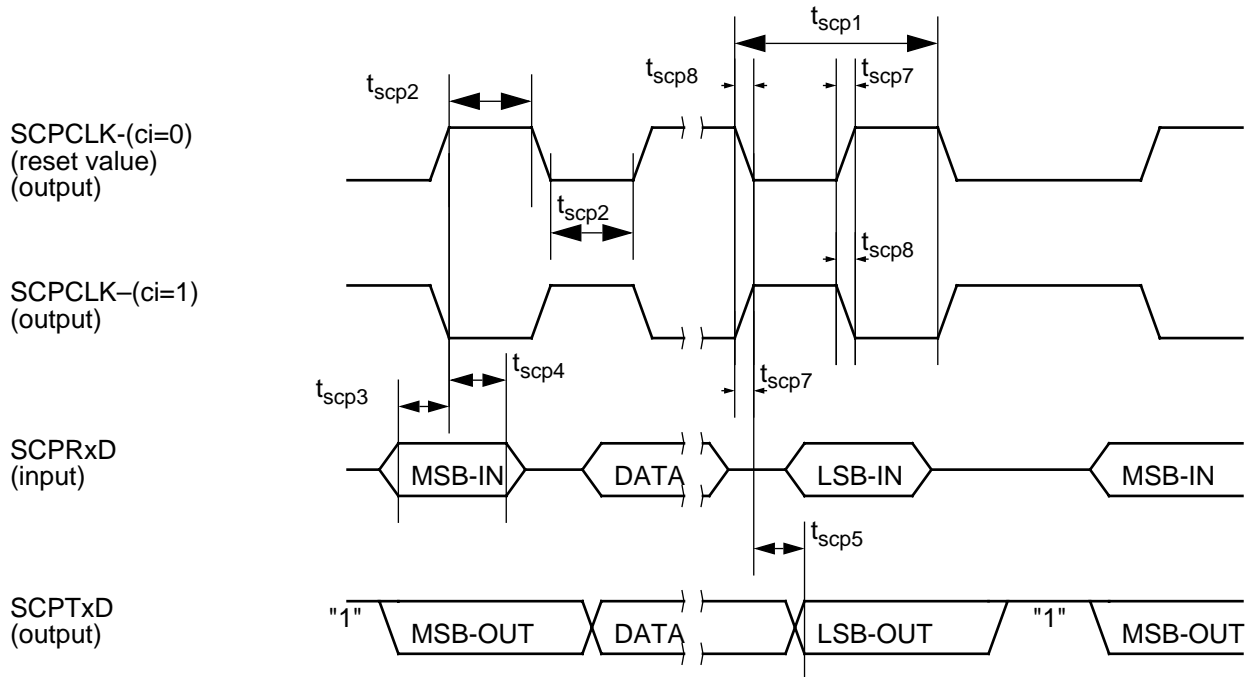 tscp1
tscp2
tscp8
tscp7
SCPCLK-(ci=0)
(reset value)
(output)
tscp2
tscp8
SCPCLK–(ci=1)
(output)
tscp4
tscp7
tscp3
SCPRxD
(input)
MSB-IN
DATA
LSB-IN
MSB-IN
tscp5
SCPTxD
(output)
"1"
MSB-OUT
DATA
LSB-OUT
"1"
MSB-OUT